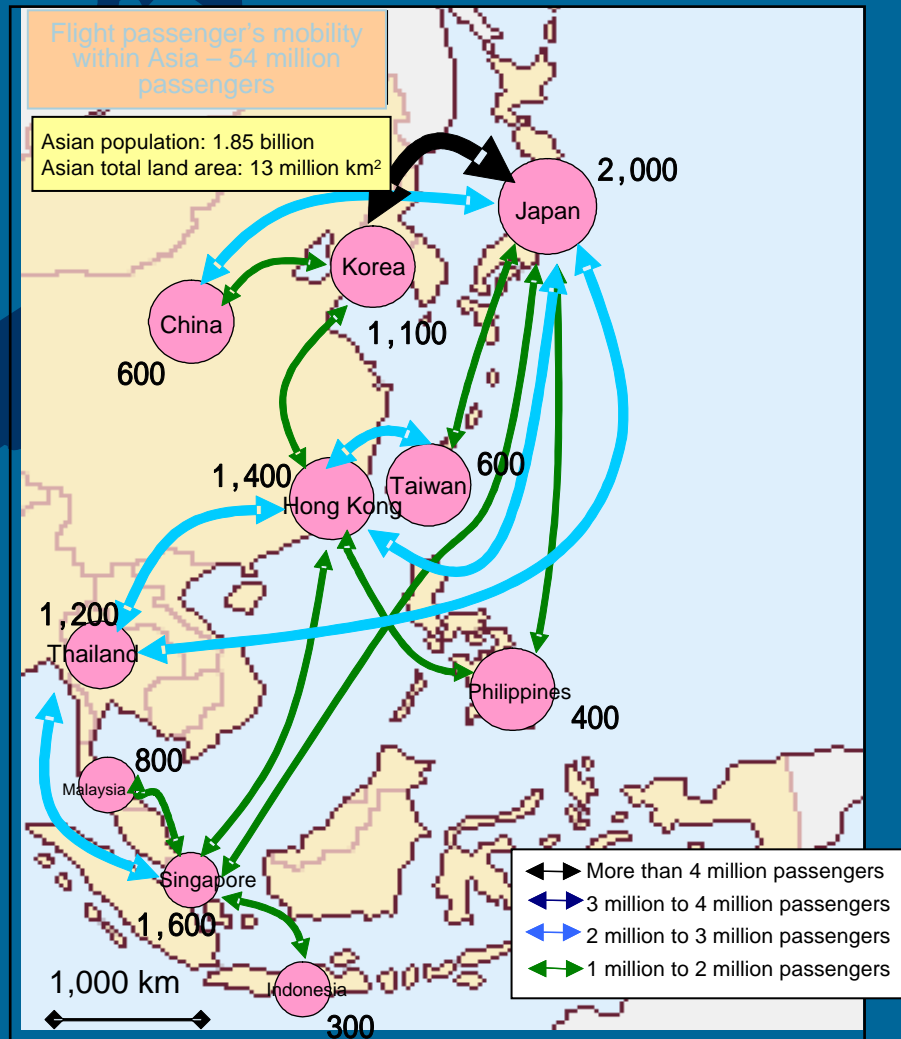 Flight passenger's mobility
within Asia – 54 million
passengers
Asian population: 1.85 billion
Asian total land area: 13 million km²
2,000
Japan
Korea
1,100
China
600
1,400
Hong Kong
Taiwan
600
1,200
Thailand
Philippines
400
800
Malaysia
Singapore
1,600
Indonesia
300
1,000 km
More than 4 million passengers
3 million to 4 million passengers
2 million to 3 million passengers
1 million to 2 million passengers